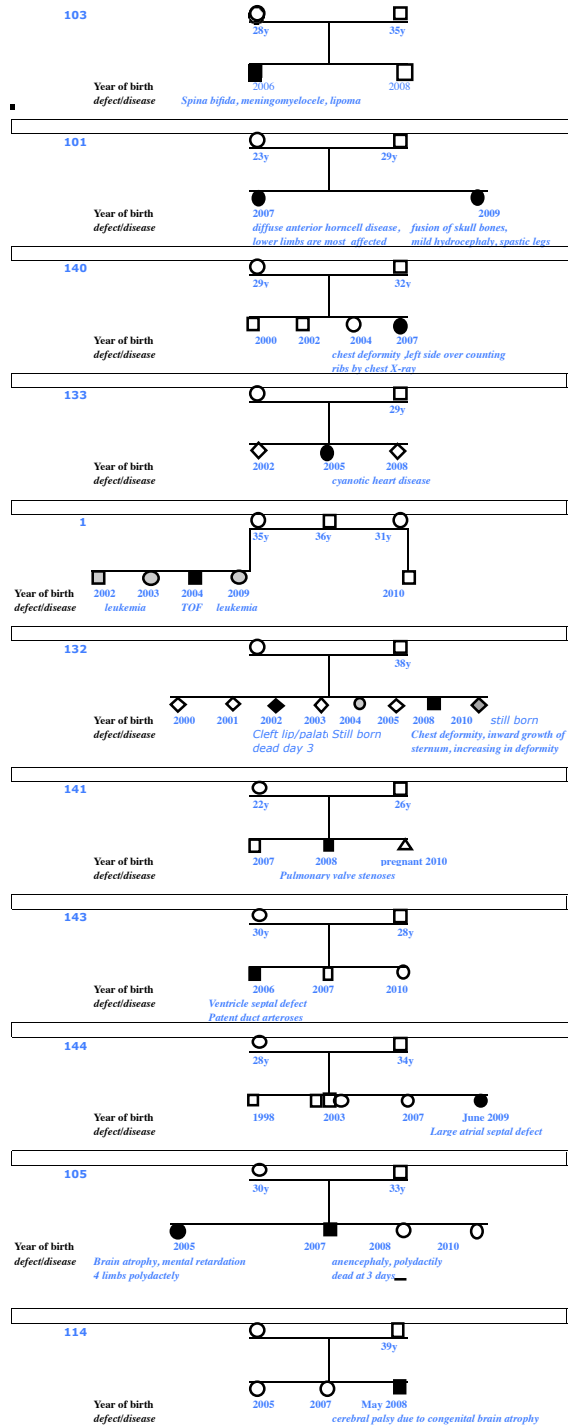 103
28y 35y
Year of birth 2006 2008
defect/disease Spina bifida, meningomyelocele, lipoma
101
23y 29y
Year of birth 2007 2009
defect/disease diffuse anterior horncell disease, fusion of skull bones,
lower limbs are most affected mild hydrocephaly, spastic legs
140
29y 32y
Year of birth 2000 2002 2004 2007
defect/disease chest deformity ,left side over counting
ribs by chest X-ray
133
29y
Year of birth 2002 2005 2008
defect/disease cyanotic heart disease
1
35y 36y 31y
Year of birth 2002 2003 2004 2009 2010
defect/disease leukemia TOF leukemia
132
38y
Year of birth 2000 2001 2002 2003 2004 2005 2008 2010 still born
defect/disease Cleft lip/palat Still born Chest deformity, inward growth of
dead day 3 sternum, increasing in deformity
141
22y 26y
Year of birth 2007 2008 pregnant 2010
defect/disease Pulmonary valve stenoses
143
30y 28y
Year of birth 2006 2007 2010
defect/disease Ventricle septal defect
Patent duct arteroses
144
28y 34y
Year of birth 1998 2003 2007 June 2009
defect/disease Large atrial septal defect
105
30y 33y
Year of birth 2005 2007 2008 2010
defect/disease Brain atrophy, mental retardation anencephaly, polydactily
4 limbs polydactely dead at 3 days
114
39y
Year of birth 2005 2007 May 2008
defect/disease cerebral palsy due to congenital brain atrophy